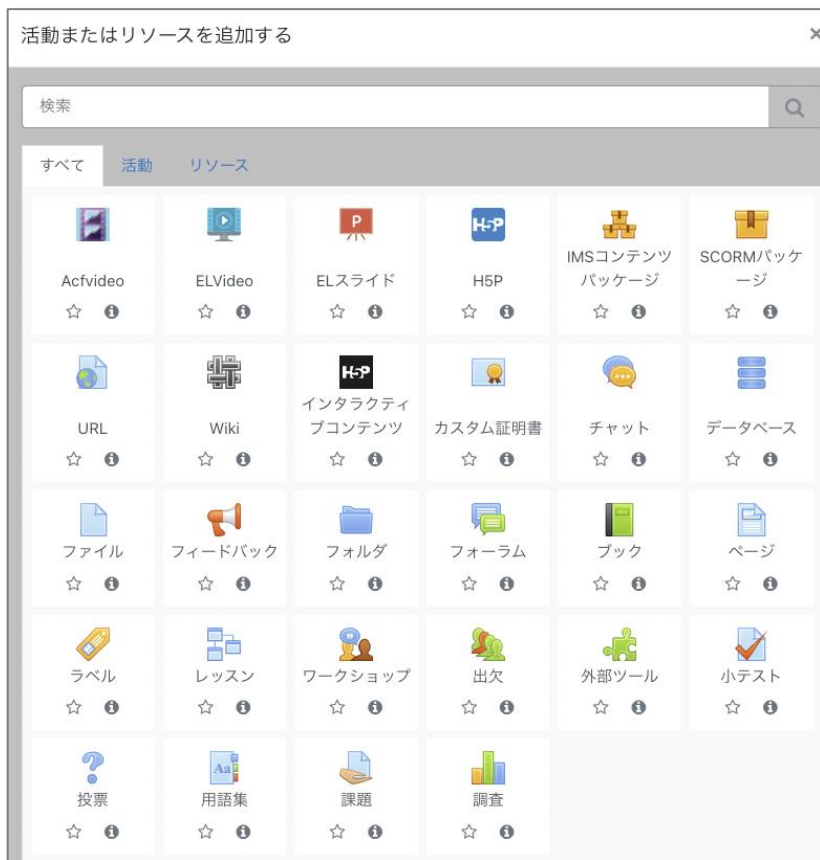 活動またはリソースを追加する
×
検索
すべて 活動 リソース
P
H5P
Acfvideo ELVideo ELスライド H5P IMSコンテンツ SCORMパッケ
パッケージ ージ
H5P
URL Wiki インタラクティ カスタム証明書 チャット データベース
ブコンテンツ
ファイル フィードバック フォルダ フォーラム ブック ページ
ラベル レッスン ワークショップ 出欠 外部ツール 小テスト
?
Aa
投票 用語集 課題 調査